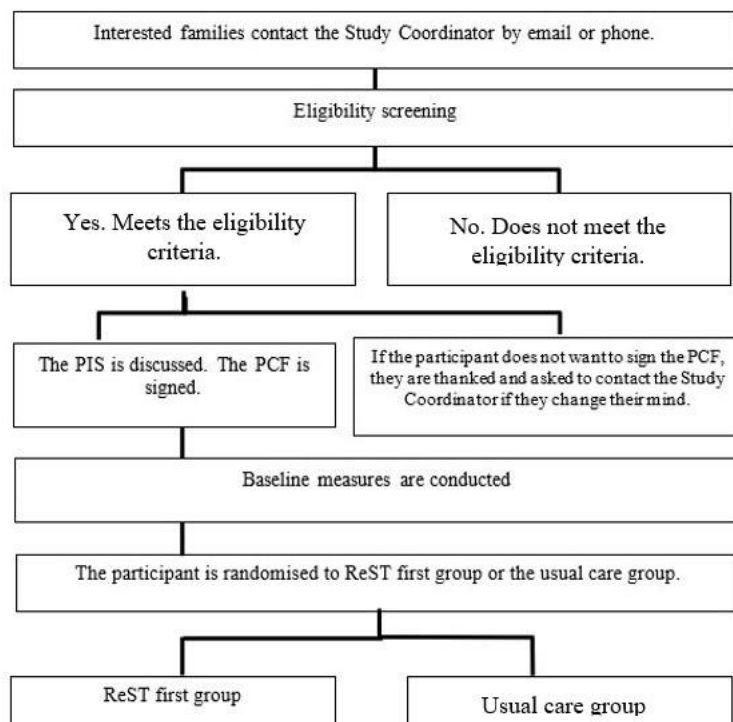 Interested families contact the Study Coordinator by email or phone.
Eligibility screening
Yes. Meets the eligibility
criteria.
No. Does not meet the
eligibility criteria.
The PIS is discussed. The PCF is
signed.
If the participant does not want to sign the PCF,
they are thanked and asked to contact the Study
Coordinator if they change their mind.
Baseline measures are conducted
The participant is randomised to ReST first group or the usual care group.
ReST first group
Usual care group